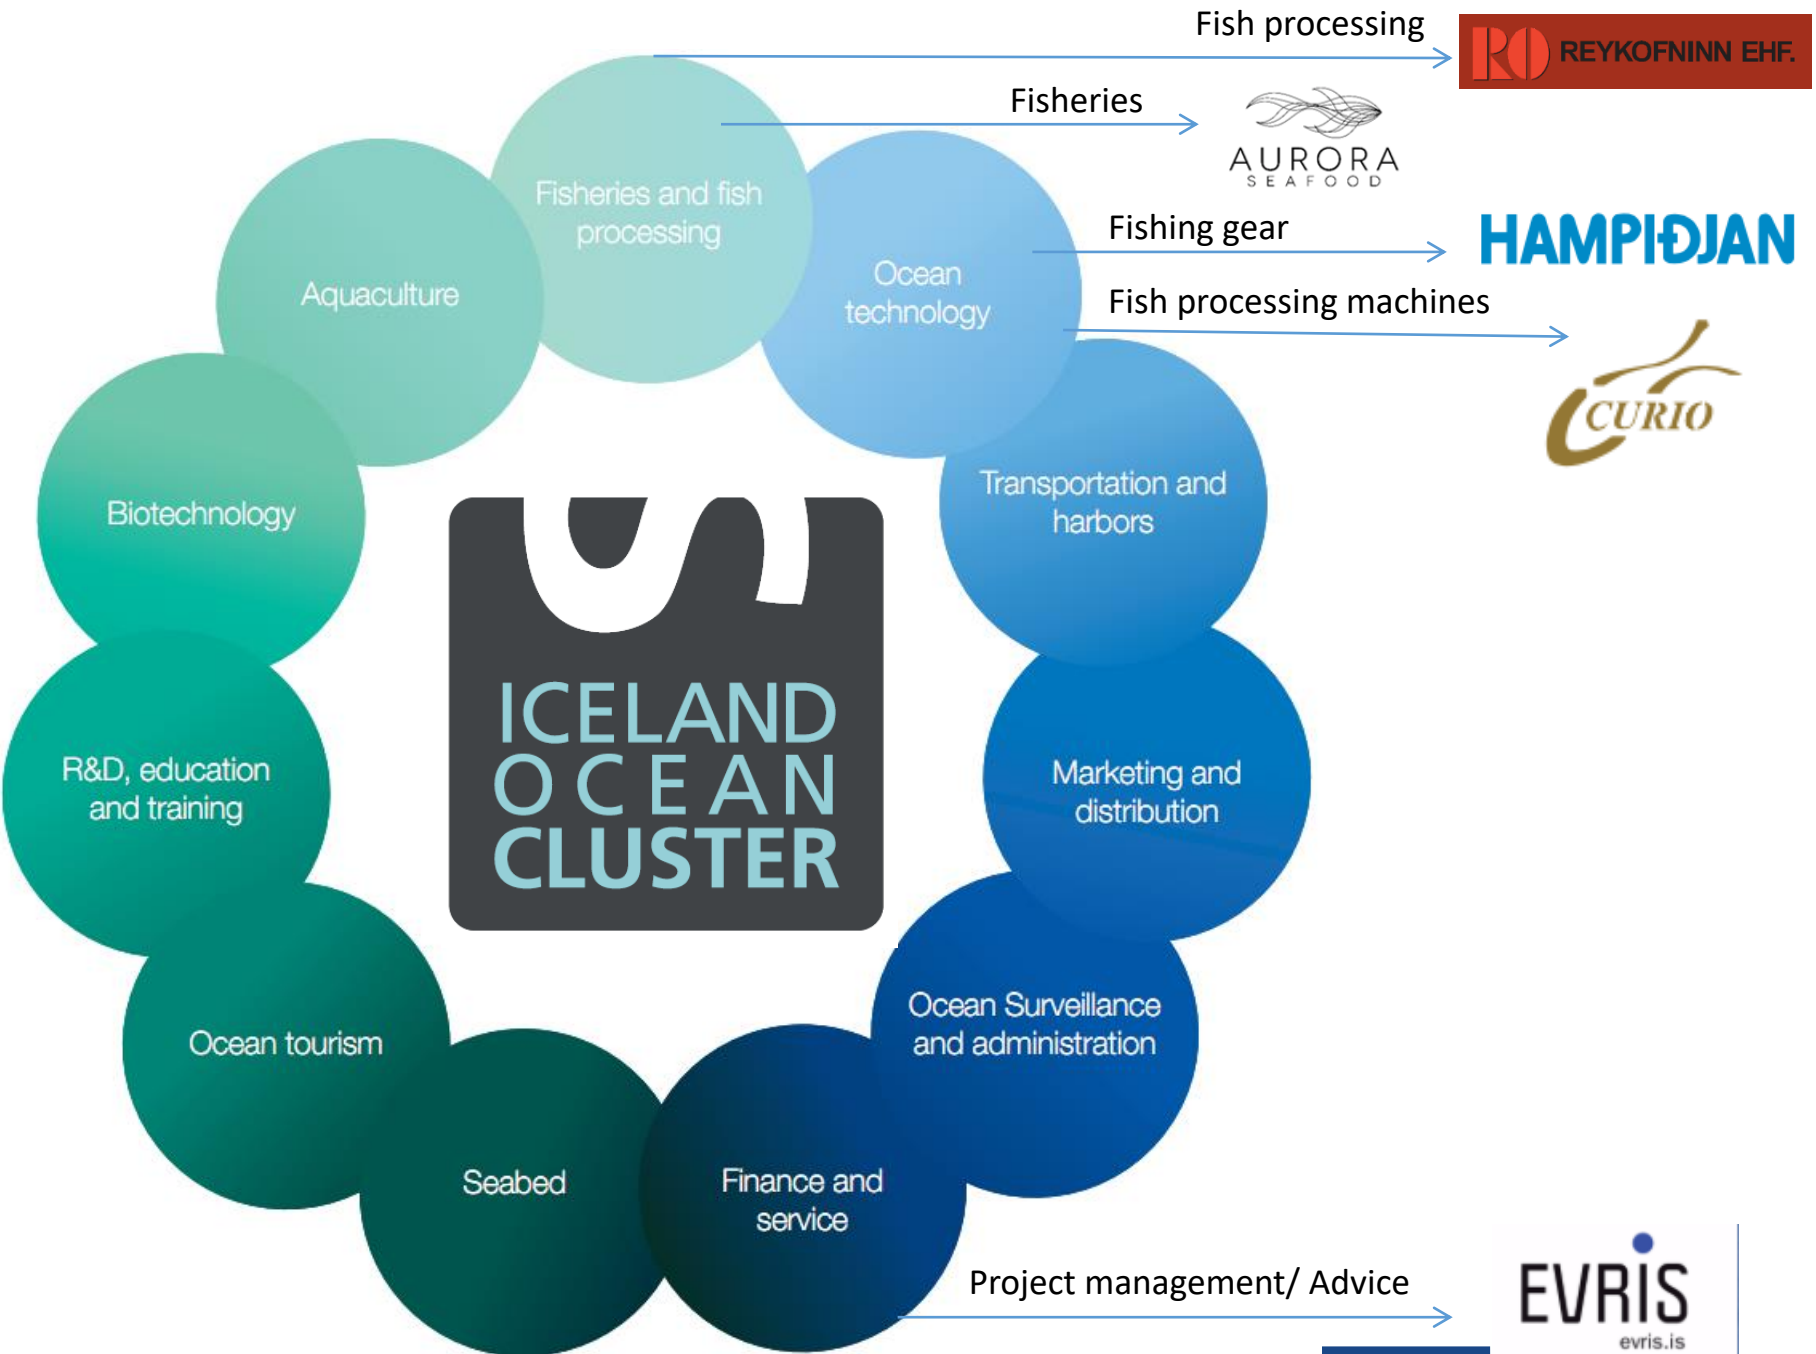 Fish processing
RO REYKOFNINN EHF.
Fisheries
AURORA
SEAFOOD
Fishing gear
HAMPIÐJAN
Fish processing machines
CURIO
Fisheries and fish
processing
Ocean
technology
Transportation and
harbors
Marketing and
distribution
Ocean Surveillance
and administration
Finance and
service
Seabed
Ocean tourism
R&D, education
and training
Biotechnology
Aquaculture
ICELAND
OCEAN
CLUSTER
Project management/ Advice
EVRIS
evris.is